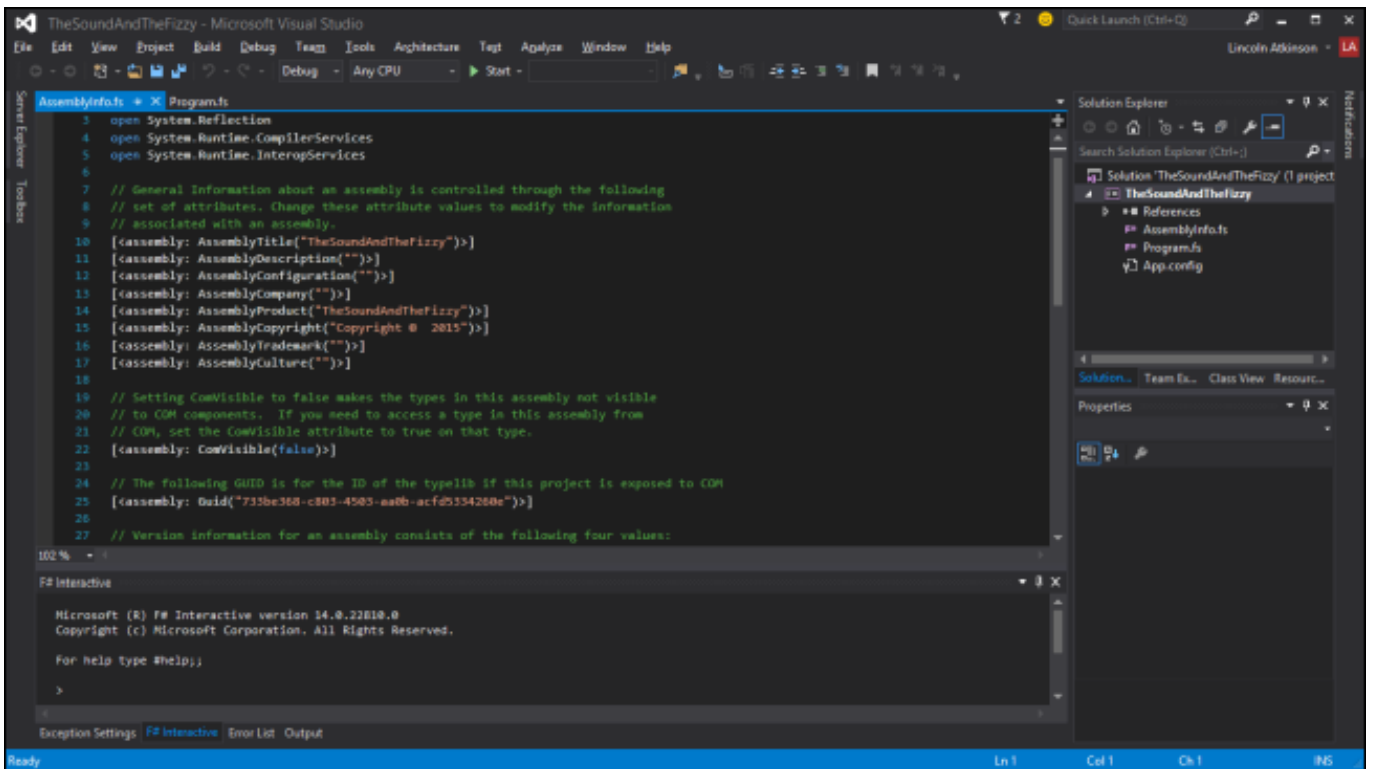 TheSoundAndTheFizzy - Microsoft Visual Studio
2
Quick Launch (Ctrl+Q)
File Edit View Project Build Debug Team Tools Architecture Test Analyze Window Help
Lincoln Atkinson
LA
Debug Any CPU Start
Server Explorer
Toolbox
AssemblyInfo.fs Program.fs
3 open System.Reflection
4 open System.Runtime.CompilerServices
5 open System.Runtime.InteropServices
6
7 // General Information about an assembly is controlled through the following
8 // set of attributes. Change these attribute values to modify the information
9 // associated with an assembly.
10 [<assembly: AssemblyTitle("TheSoundAndTheFizzy")>]
11 [<assembly: AssemblyDescription("")>]
12 [<assembly: AssemblyConfiguration("")>]
13 [<assembly: AssemblyCompany("")>]
14 [<assembly: AssemblyProduct("TheSoundAndTheFizzy")>]
15 [<assembly: AssemblyCopyright("Copyright ©  2015")>]
16 [<assembly: AssemblyTrademark("")>]
17 [<assembly: AssemblyCulture("")>]
18
19 // Setting ComVisible to false makes the types in this assembly not visible
20 // to COM components.  If you need to access a type in this assembly from
21 // COM, set the ComVisible attribute to true on that type.
22 [<assembly: ComVisible(false)>]
23
24 // The following GUID is for the ID of the typelib if this project is exposed to COM
25 [<assembly: Guid("733be368-c803-4503-aa0b-acfd5334260e")>]
26
27 // Version information for an assembly consists of the following four values:
102 %
F# Interactive
Microsoft (R) F# Interactive version 14.0.22810.0
Copyright (c) Microsoft Corporation. All Rights Reserved.
For help type #help;;
>
Exception Settings F# Interactive Error List Output
Solution Explorer
Search Solution Explorer (Ctrl+;)
Solution 'TheSoundAndTheFizzy' (1 project
TheSoundAndTheFizzy
References
AssemblyInfo.fs
Program.fs
App.config
Solution... Team Ex... Class View Resourc...
Properties
Notifications
Ready Ln 1 Col 1 Ch 1 INS